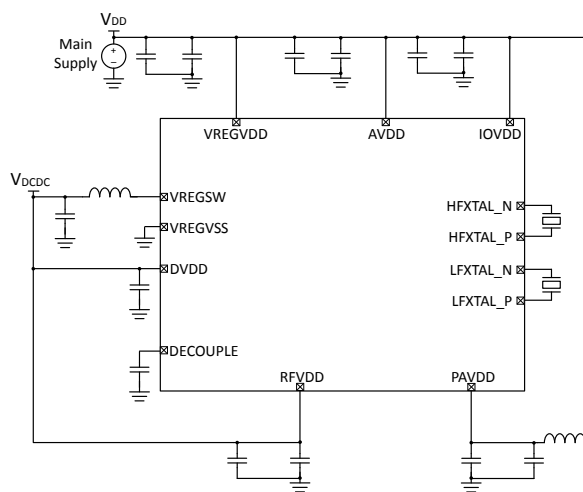 VDD
Main
Supply
+
−
VREGVDD
AVDD
IOVDD
VDCDC
VREGSW
HFXTAL_N
VREGVSS
HFXTAL_P
DVDD
LFXTAL_N
LFXTAL_P
DECOUPLE
RFVDD
PAVDD